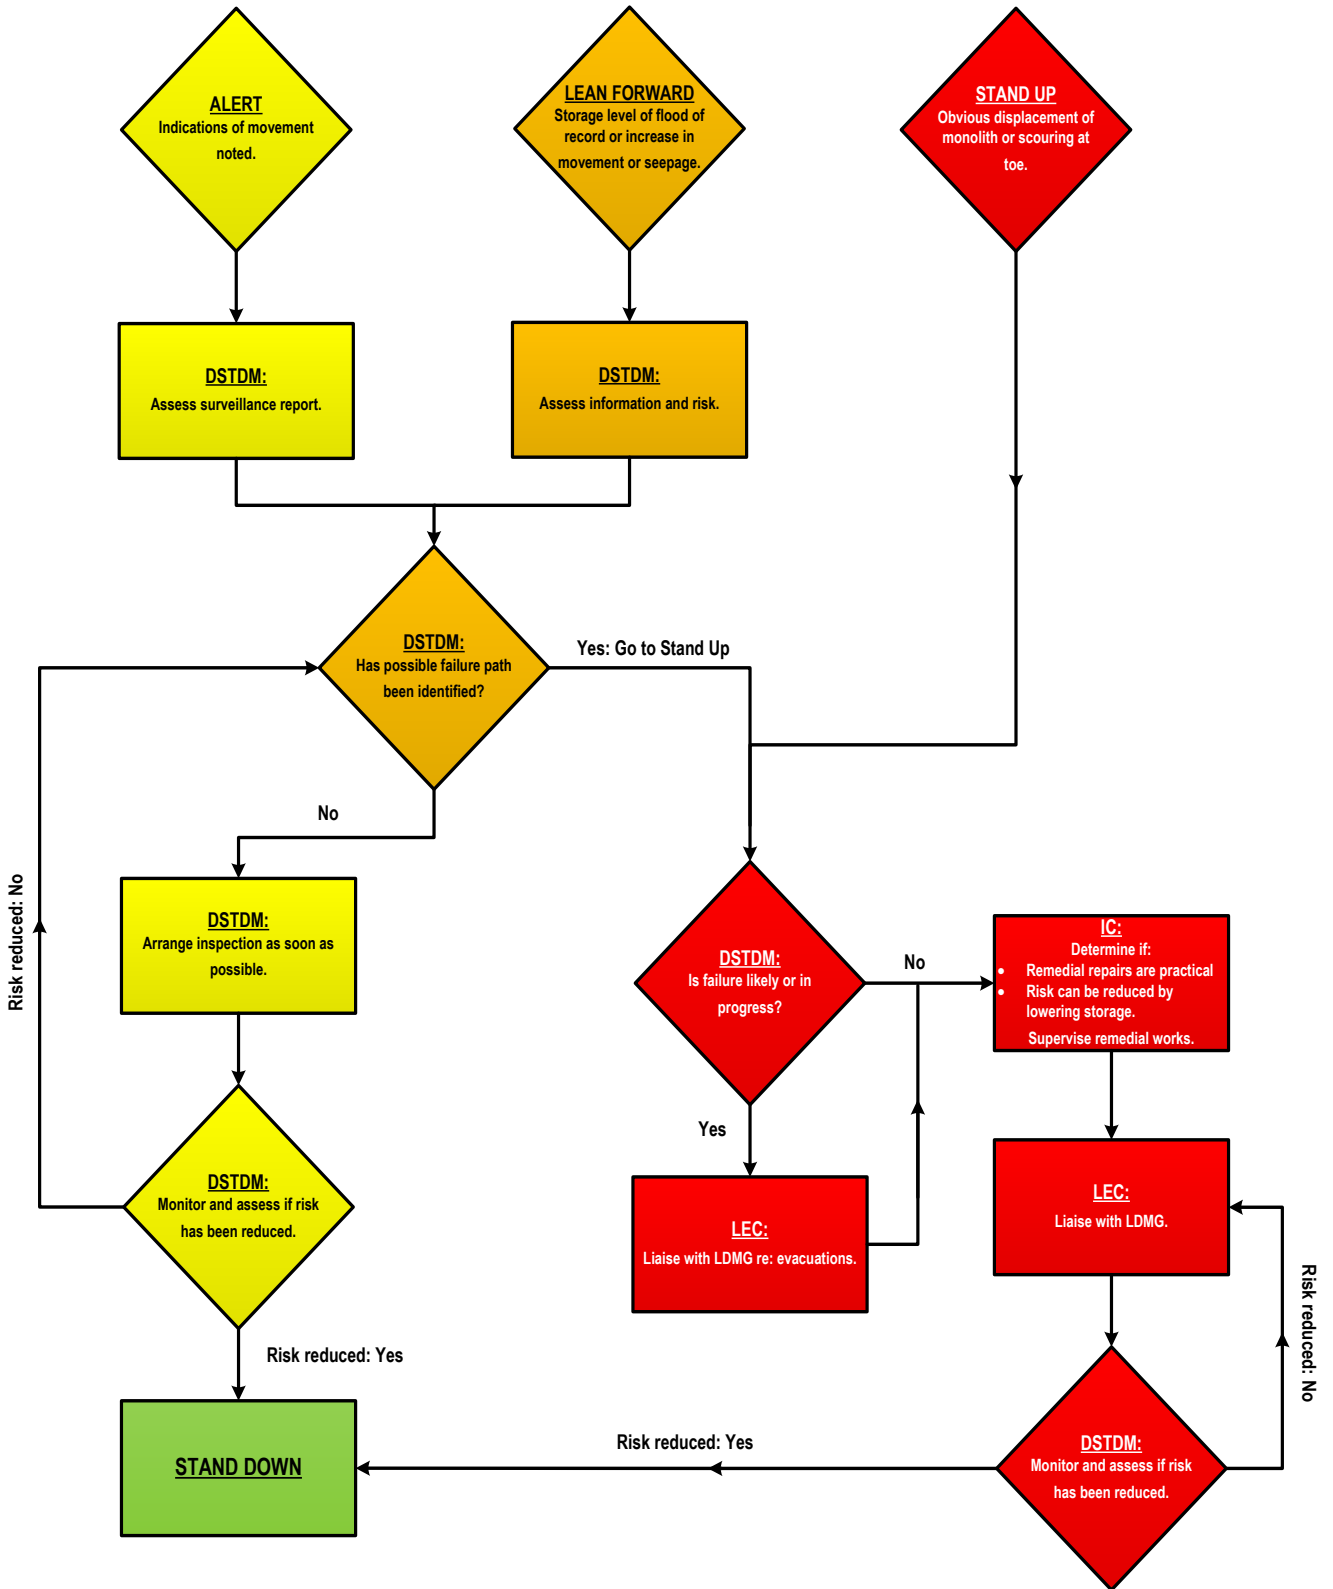 ALERT
Indications of movement
noted.
LEAN FORWARD
Storage level of flood of
record or increase in
movement or seepage.
STAND UP
Obvious displacement of
monolith or scouring at
toe.
DSTDM:
Assess surveillance report.
DSTDM:
Assess information and risk.
DSTDM:
Has possible failure path
been identified?
Yes: Go to Stand Up
No
Risk reduced: No
DSTDM:
Arrange inspection as soon as
possible.
DSTDM:
Is failure likely or in
progress?
No
IC:
Determine if:
• Remedial repairs are practical
• Risk can be reduced by
lowering storage.
Supervise remedial works.
Yes
DSTDM:
Monitor and assess if risk
has been reduced.
LEC:
Liaise with LDMG re: evacuations.
LEC:
Liaise with LDMG.
Risk reduced: No
Risk reduced: Yes
STAND DOWN
Risk reduced: Yes
DSTDM:
Monitor and assess if risk
has been reduced.